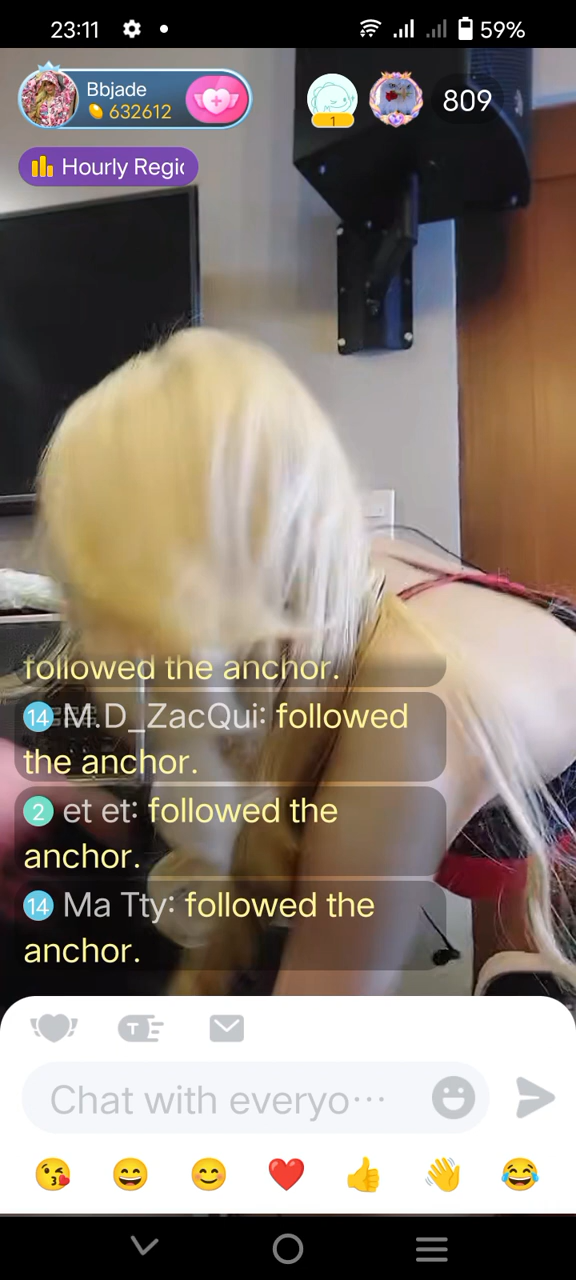 23:11
59%
Bbjade
632612
1
809
Hourly Regi
followed the anchor.
14 M.D_ZacQui: followed
the anchor.
2 et et: followed the
anchor.
14 Ma Tty: followed the
anchor.
T
Chat with everyo···